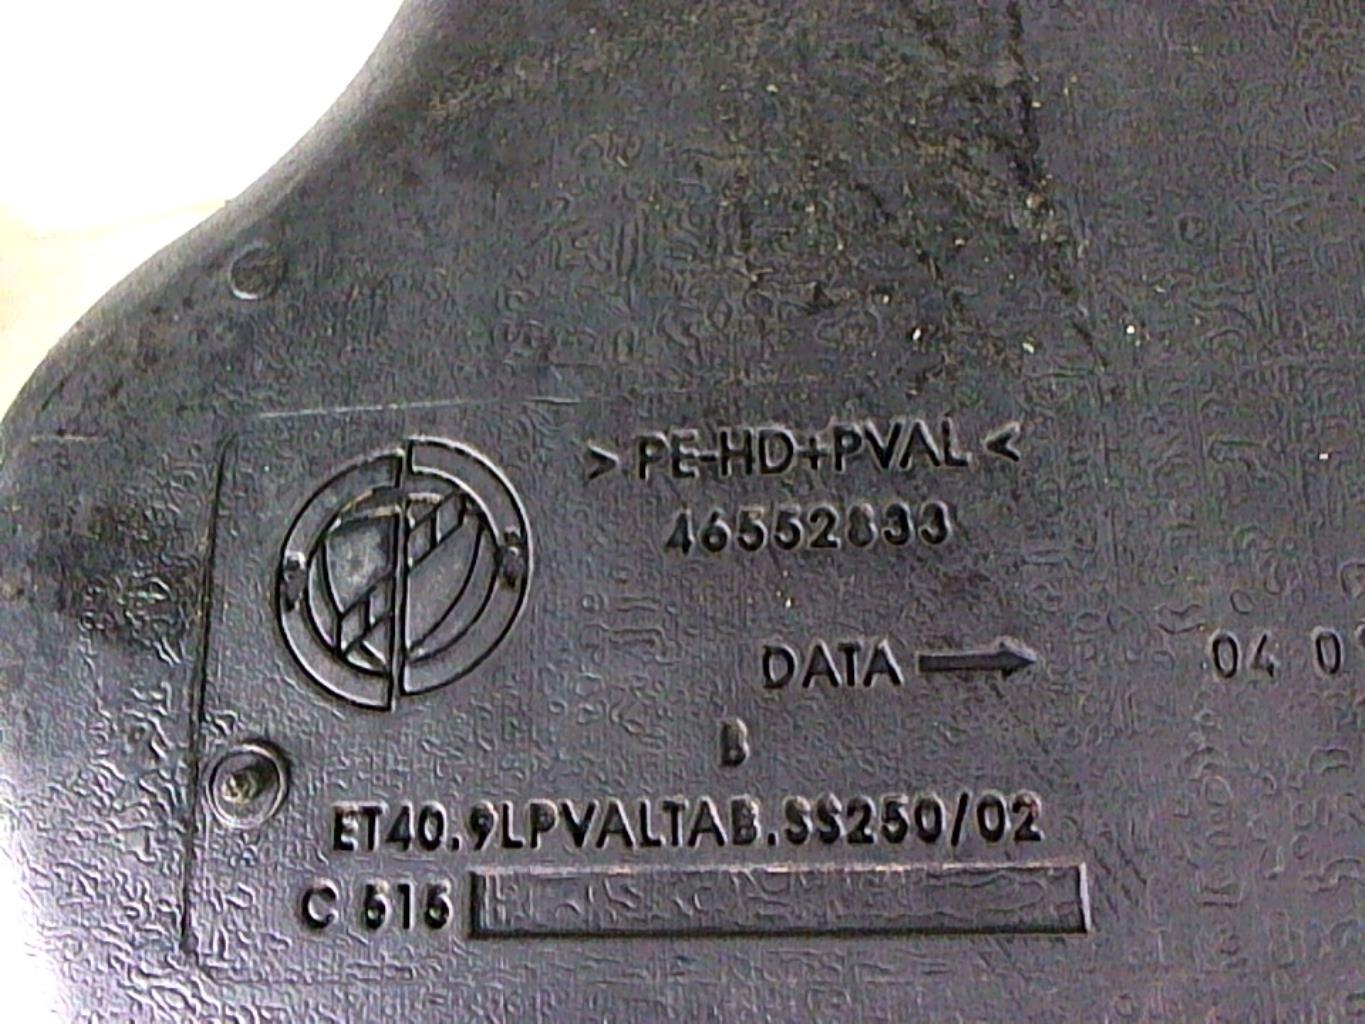 > PE-HD+PVAL <
46552833
DATA → 04 0
B
ET40.9LPVALTAB.SS250/02
C 515